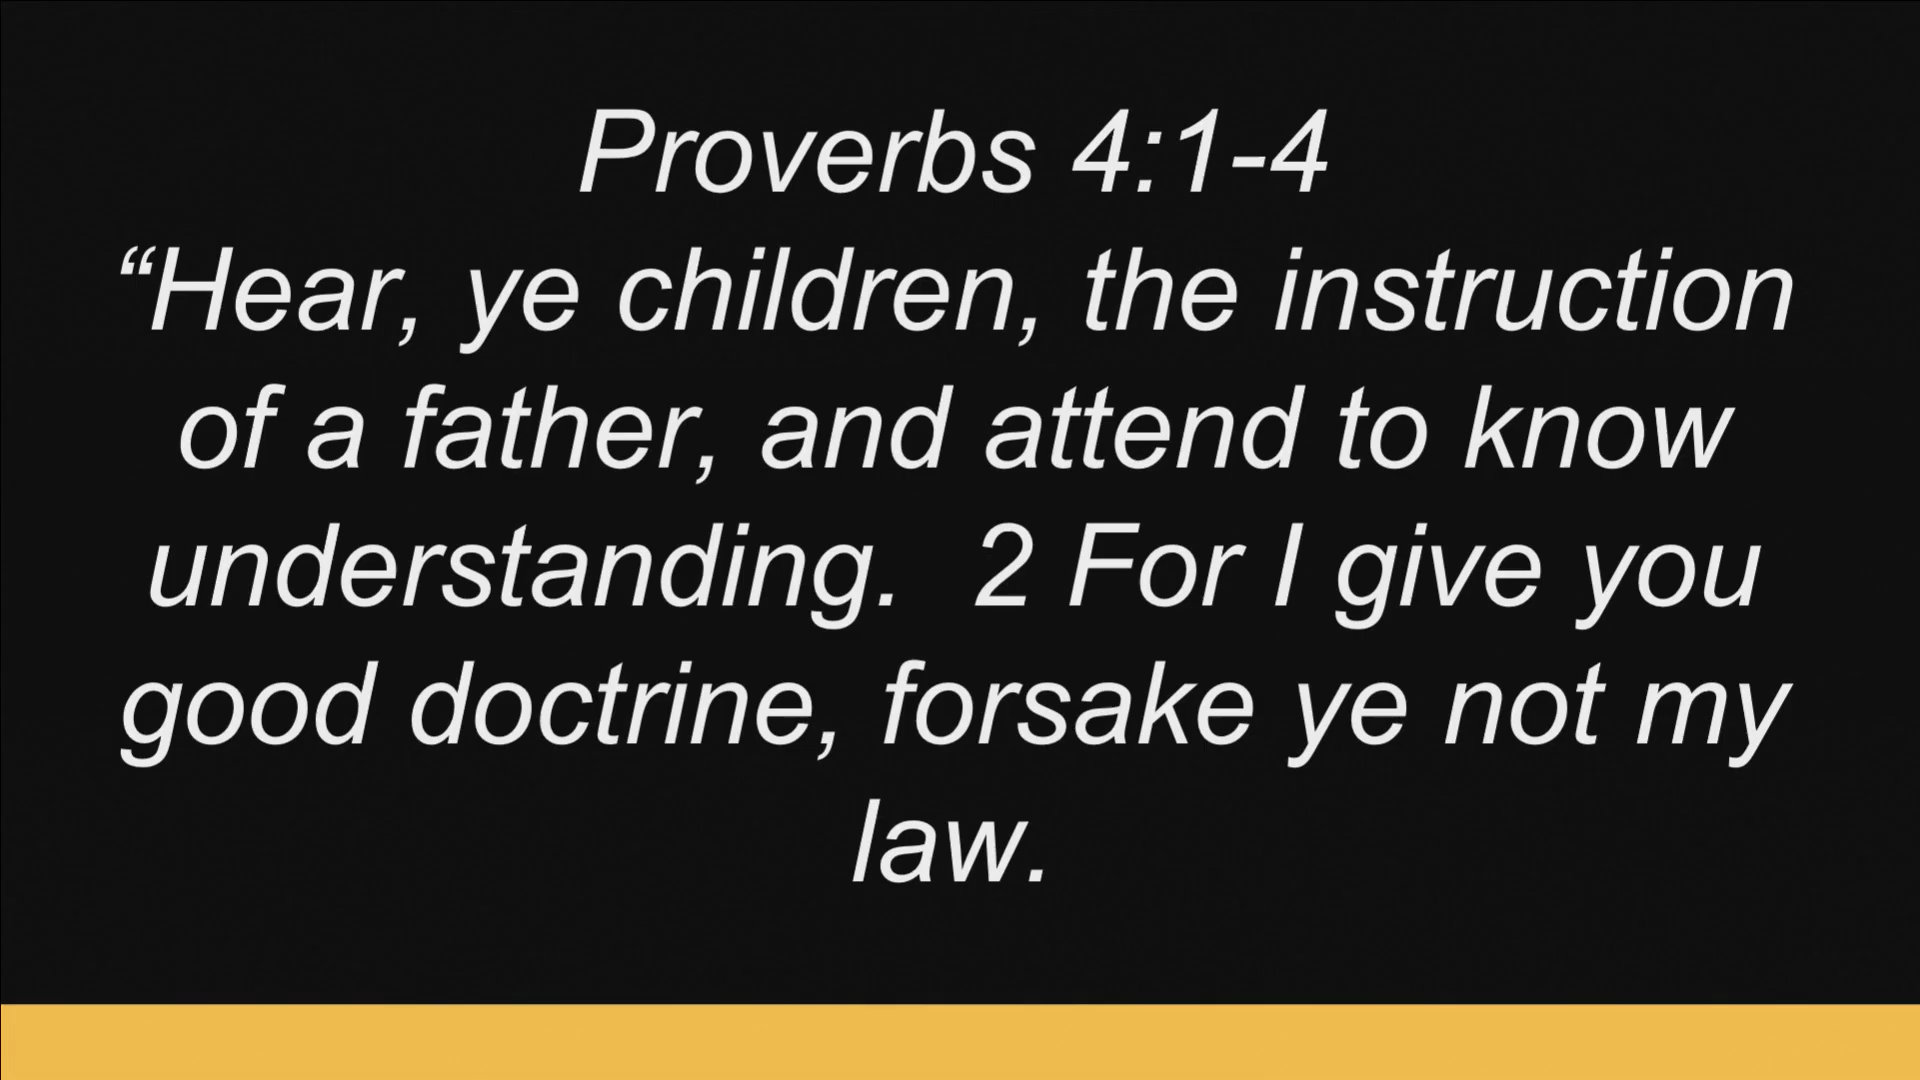 Proverbs 4:1-4
“Hear, ye children, the instruction
of a father, and attend to know
understanding.  2 For I give you
good doctrine, forsake ye not my
law.